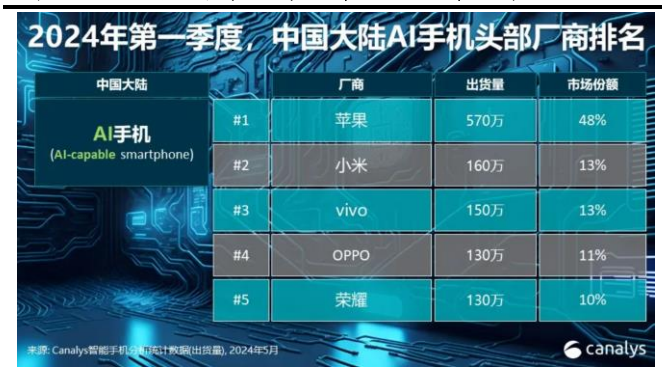 2024年第一季度，中国大陆AI手机头部厂商排名
中国大陆 厂商 出货量 市场份额
AI手机
(AI-capable smartphone)
#1 苹果 570万 48%
#2 小米 160万 13%
#3 vivo 150万 13%
#4 OPPO 130万 11%
#5 荣耀 130万 10%
来源: Canalys智能手机分析统计数据(出货量), 2024年5月
canalys